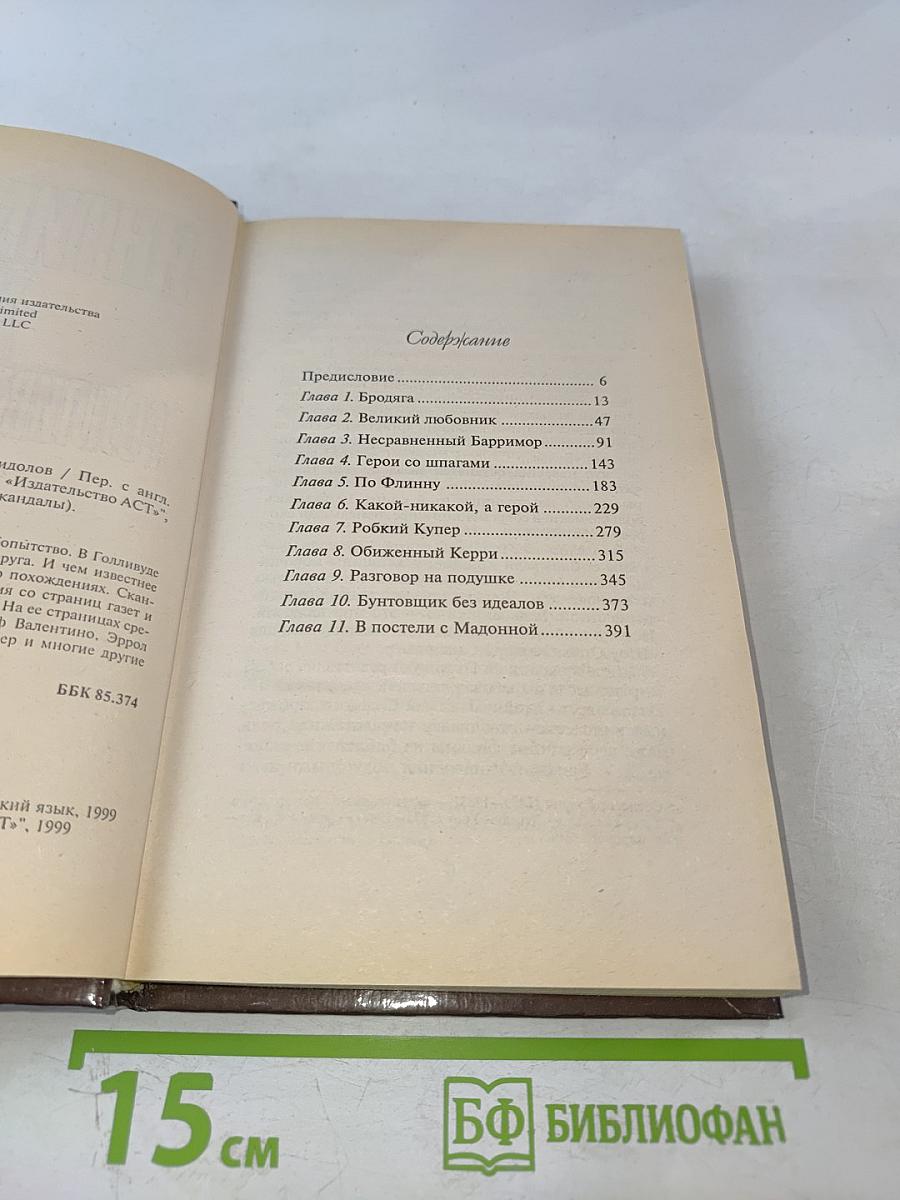 ния издательства
imited
LLC
идолов / Пер. с англ.
«Издательство АСТ»",
кандалы).
опытство. В Голливуде
руга. И чем известнее
о похождениях. Скан-
ия со страниц газет и
На ее страницах сре-
ф Валентино, Эррол
ер и многие другие
ББК 85.374
ский язык, 1999
Т»", 1999
Содержание
Предисловие ................................................ 6
Глава 1. Бродяга ........................................... 13
Глава 2. Великий любовник ........................... 47
Глава 3. Несравненный Барримор ............ 91
Глава 4. Герои со шпагами ....................... 143
Глава 5. По Флинну ................................... 183
Глава 6. Какой-никакой, а герой ............ 229
Глава 7. Робкий Купер ............................... 279
Глава 8. Обиженный Керри ...................... 315
Глава 9. Разговор на подушке ................. 345
Глава 10. Бунтовщик без идеалов ........... 373
Глава 11. В постели с Мадонной ............. 391
15 см
БФ БИБЛИОФАН